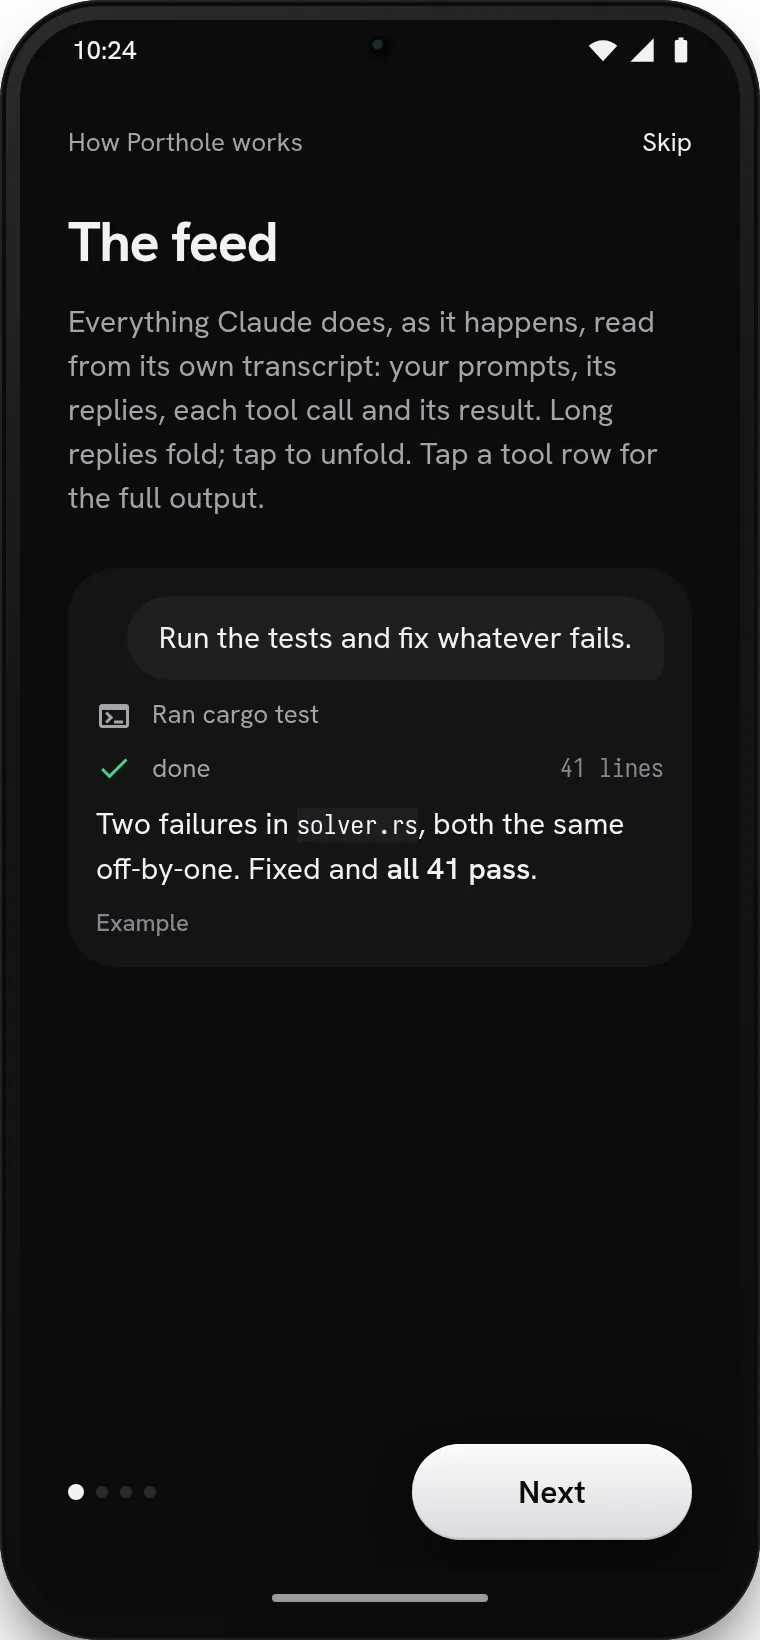 10:24
How Porthole works
Skip
The feed
Everything Claude does, as it happens, read
from its own transcript: your prompts, its
replies, each tool call and its result. Long
replies fold; tap to unfold. Tap a tool row for
the full output.
Run the tests and fix whatever fails.
Ran cargo test
done
41 lines
Two failures in solver.rs, both the same
off-by-one. Fixed and all 41 pass.
Example
Next